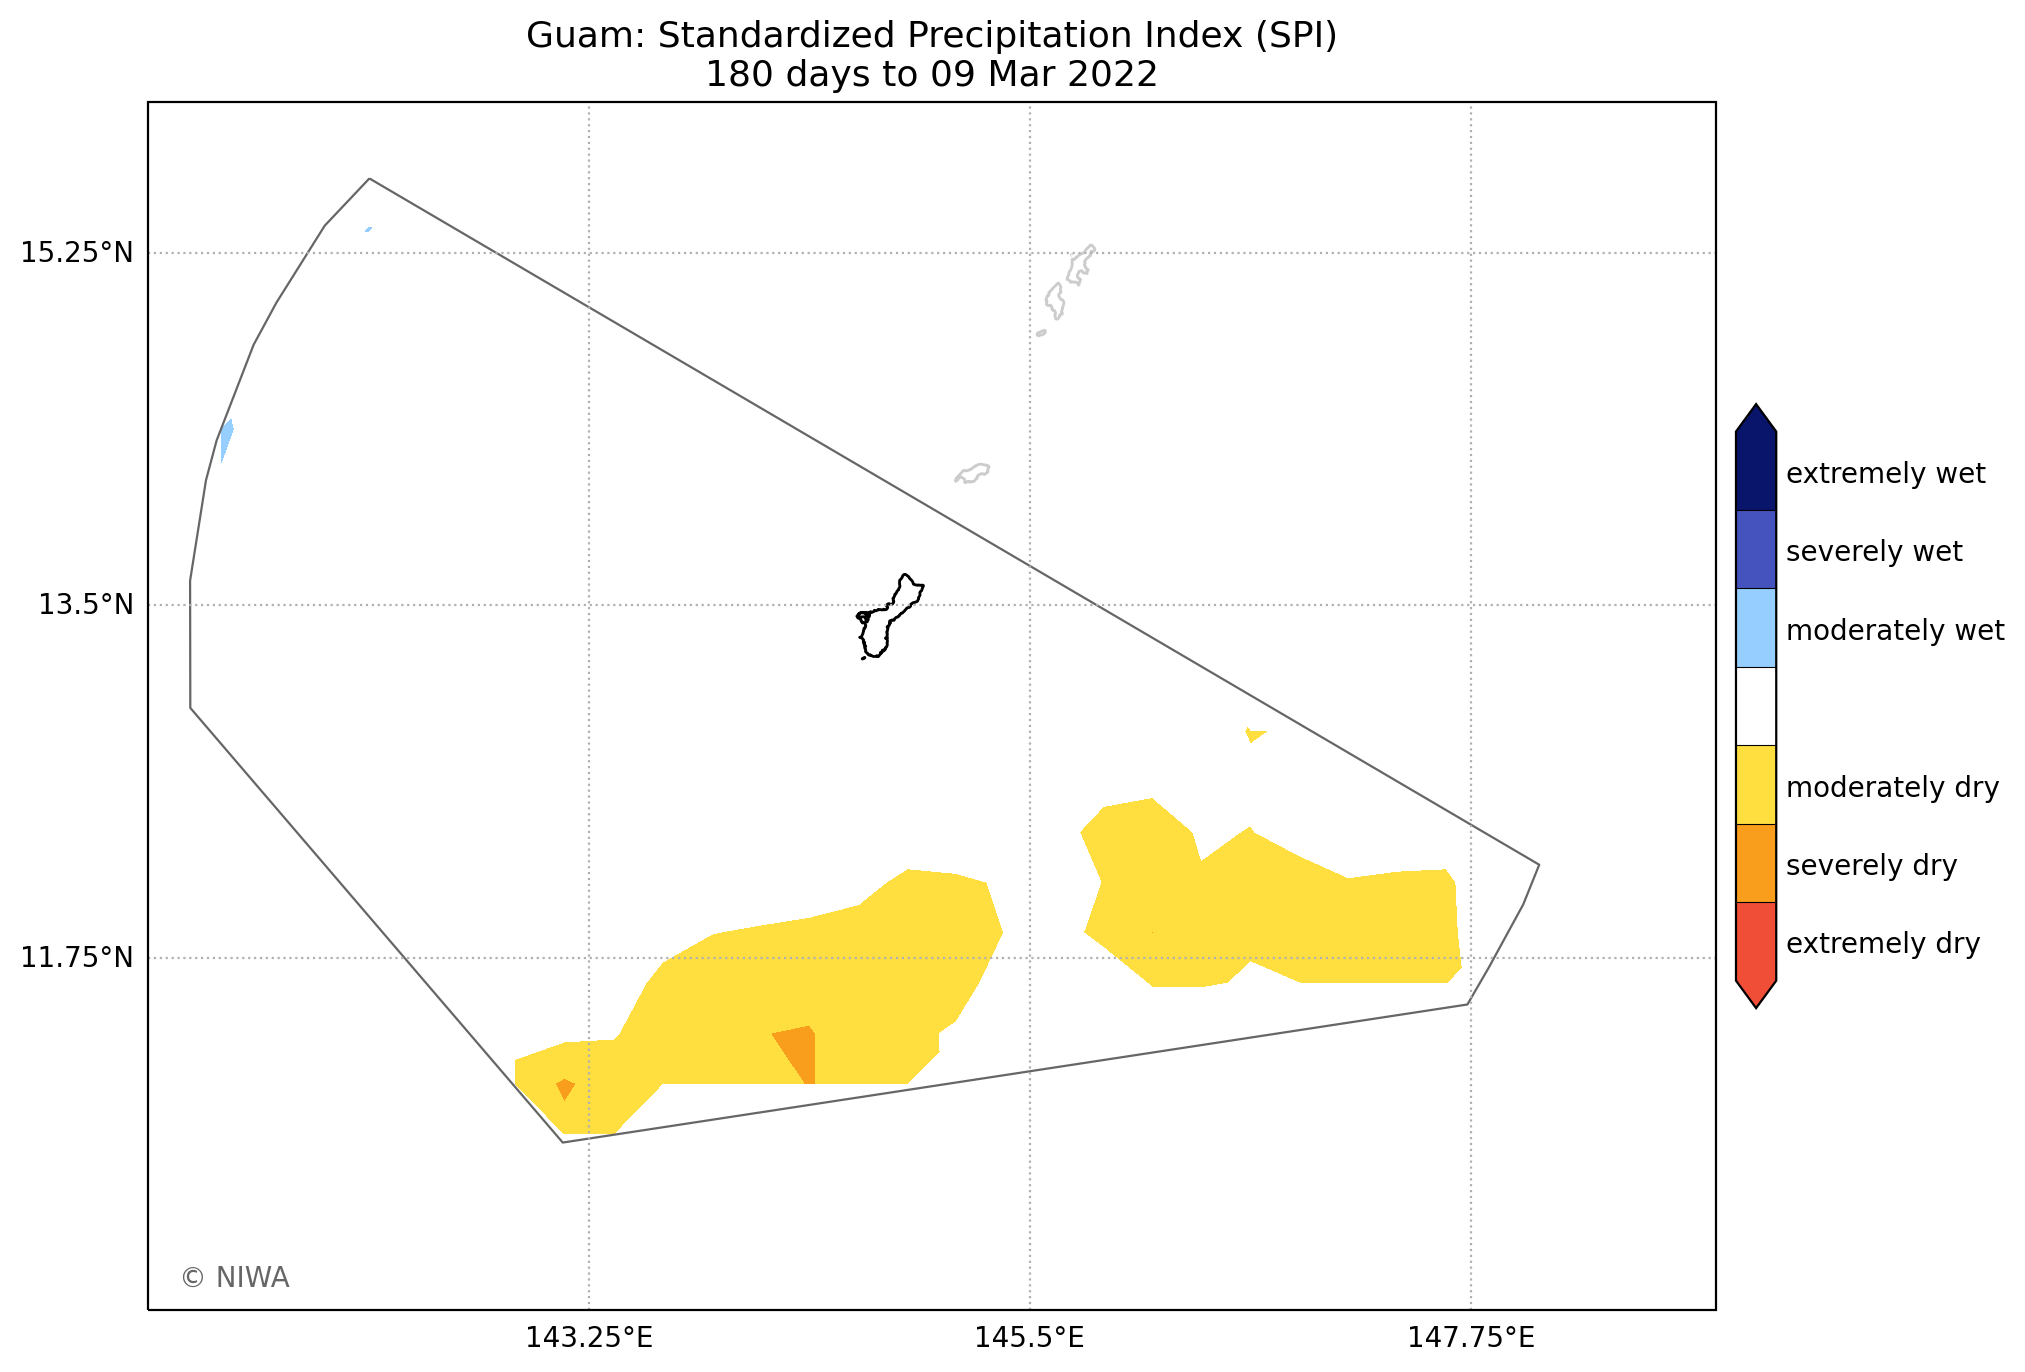 Guam: Standardized Precipitation Index (SPI)
180 days to 09 Mar 2022
15.25°N
13.5°N
11.75°N
143.25°E
145.5°E
147.75°E
extremely wet
severely wet
moderately wet
moderately dry
severely dry
extremely dry
© NIWA